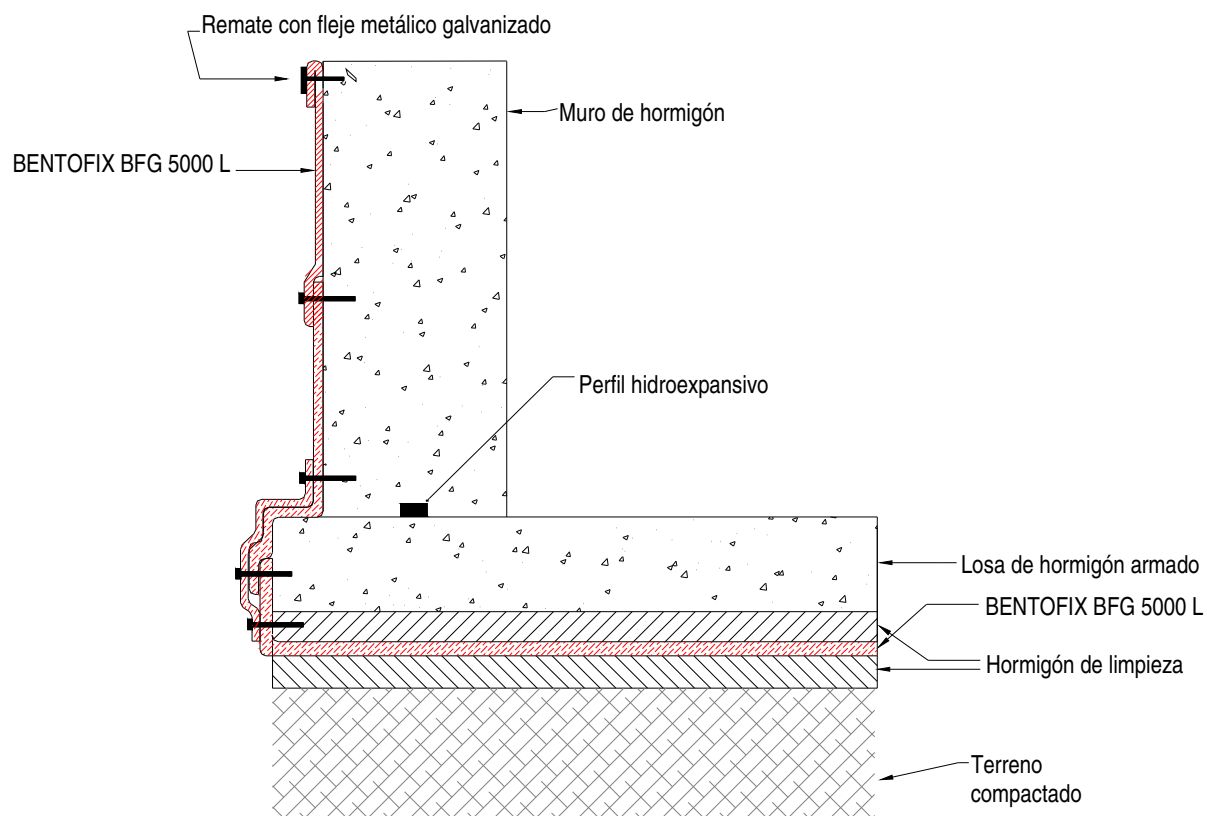 Remate con fleje metálico galvanizado
Muro de hormigón
BENTOFIX BFG 5000 L
Perfil hidroexpansivo
Losa de hormigón armado
BENTOFIX BFG 5000 L
Hormigón de limpieza
Terreno
compactado